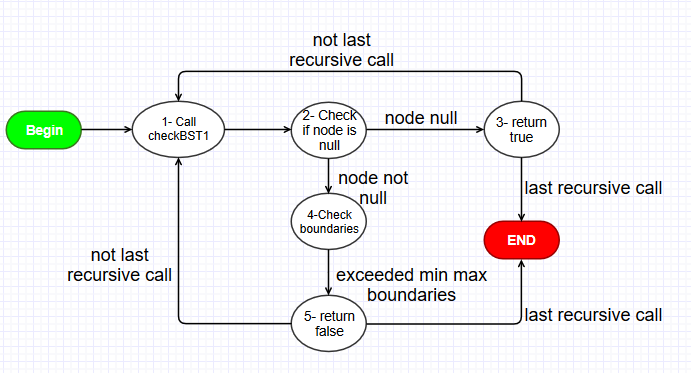 not last
recursive call
Begin
1- Call
checkBST1
2- Check
if node is
null
node null
3- return
true
node not
null
last recursive call
4-Check
boundaries
END
not last
recursive call
exceeded min max
boundaries
5- return
false
last recursive call